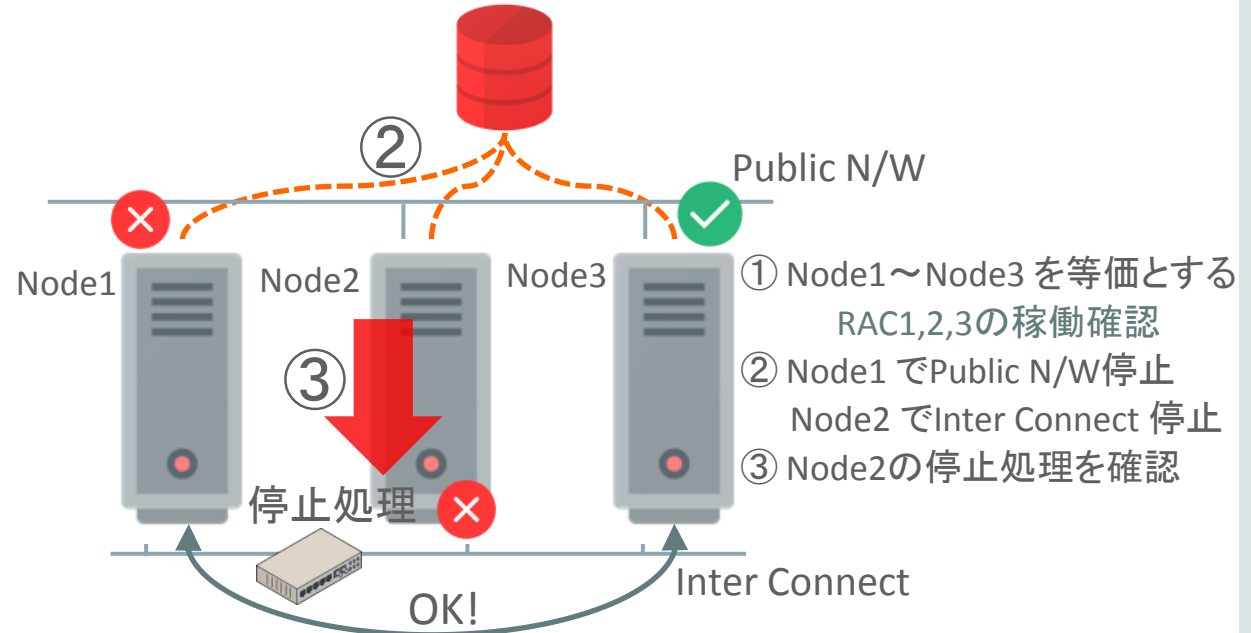 ②
Public N/W
Node1
Node2
Node3
① Node1~Node3 を等価とする
RAC1,2,3の稼働確認
② Node1 でPublic N/W停止
Node2 でInter Connect 停止
③
③ Node2の停止処理を確認
停止処理
Inter Connect
OK!